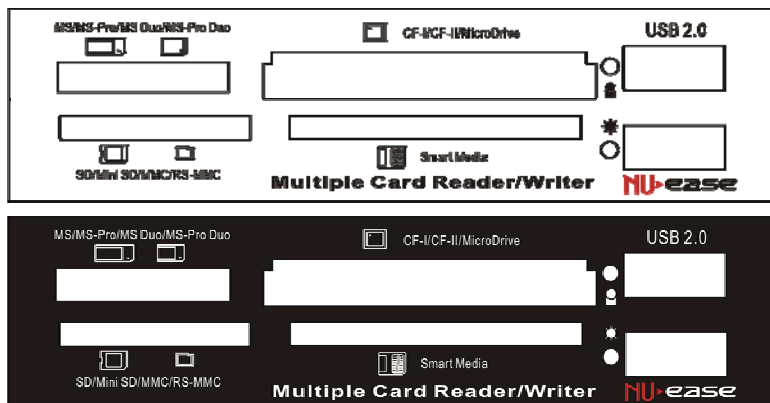 MS/MS-Pro/MS Duo/MS-Pro Duo
CF-I/CF-II/MicroDrive
USB 2.0
SD/Mini SD/MMC/RS-MMC
Smart Media
Multiple Card Reader/Writer
NU-ease
MS/MS-Pro/MS Duo/MS-Pro Duo
CF-I/CF-II/MicroDrive
USB 2.0
SD/Mini SD/MMC/RS-MMC
Smart Media
Multiple Card Reader/Writer
NU-ease